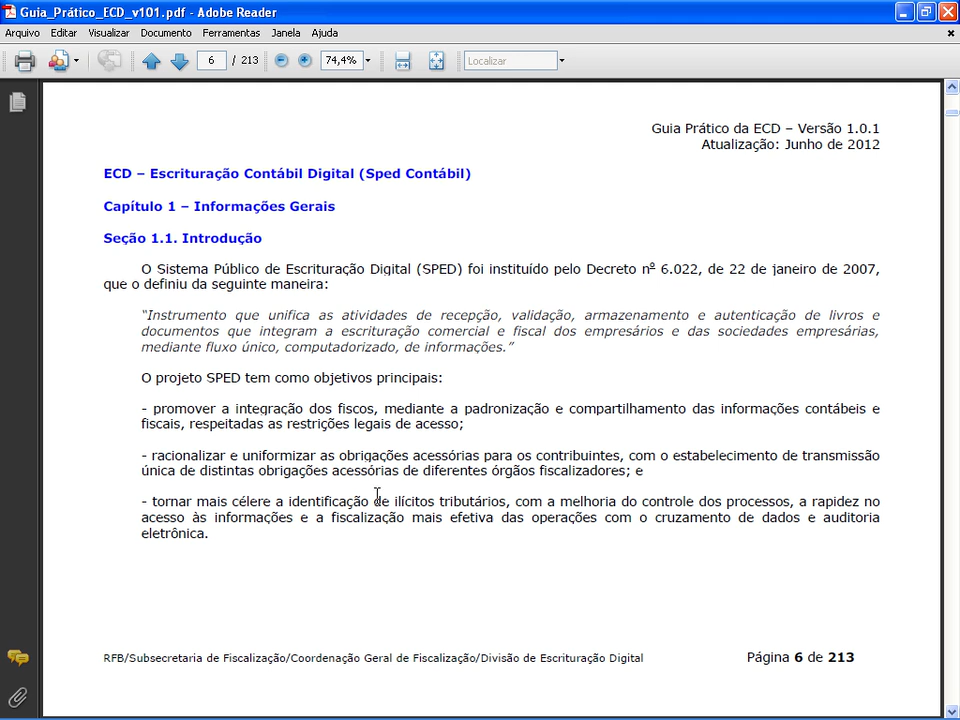 Guia_Prático_ECD_v101.pdf - Adobe Reader
Arquivo Editar Visualizar Documento Ferramentas Janela Ajuda
6 / 213 74,4% Localizar
Guia Prático da ECD – Versão 1.0.1
Atualização: Junho de 2012
ECD – Escrituração Contábil Digital (Sped Contábil)
Capítulo 1 – Informações Gerais
Seção 1.1. Introdução
O Sistema Público de Escrituração Digital (SPED) foi instituído pelo Decreto nº 6.022, de 22 de janeiro de 2007,
que o definiu da seguinte maneira:
“Instrumento que unifica as atividades de recepção, validação, armazenamento e autenticação de livros e
documentos que integram a escrituração comercial e fiscal dos empresários e das sociedades empresárias,
mediante fluxo único, computadorizado, de informações.”
O projeto SPED tem como objetivos principais:
- promover a integração dos fiscos, mediante a padronização e compartilhamento das informações contábeis e
fiscais, respeitadas as restrições legais de acesso;
- racionalizar e uniformizar as obrigações acessórias para os contribuintes, com o estabelecimento de transmissão
única de distintas obrigações acessórias de diferentes órgãos fiscalizadores; e
- tornar mais célere a identificação de ilícitos tributários, com a melhoria do controle dos processos, a rapidez no
acesso às informações e a fiscalização mais efetiva das operações com o cruzamento de dados e auditoria
eletrônica.
RFB/Subsecretaria de Fiscalização/Coordenação Geral de Fiscalização/Divisão de Escrituração Digital Página 6 de 213